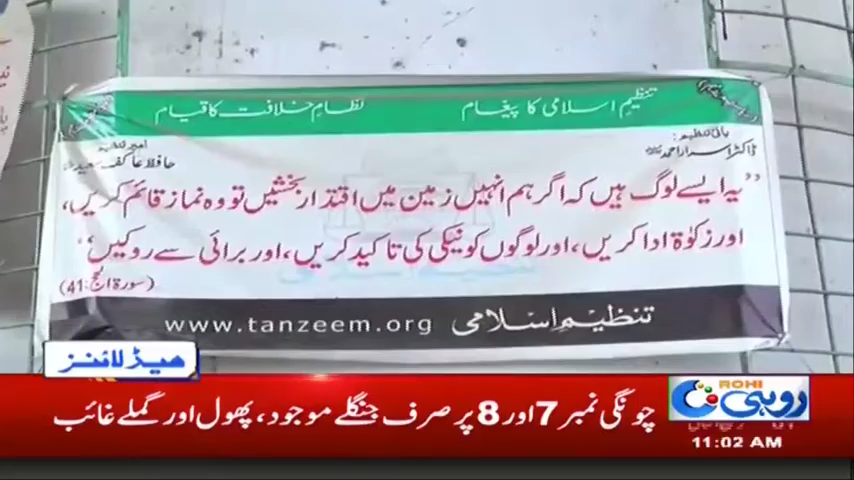 تنظیمِ اسلامی کا پیغام نظامِ خلافت کا قیام
بانی تنظیم:
ڈاکٹر اسرار احمدؒ
امیر تنظیم
حافظ عاکف سعید
”یہ ایسے لوگ ہیں کہ اگر ہم انہیں زمین میں اقتدار بخشیں تو وہ نماز قائم کریں،
اور زکوٰۃ ادا کریں، اور لوگوں کو نیکی کی تاکید کریں، اور برائی سے روکیں“
(سورۃ الحج: 41)
تنظیمِ اسلامی www.tanzeem.org
ھیڈلائنز
ROHI
روہی
چونگی نمبر 7 اور 8 پر صرف جنگلے موجود، پھول اور گملے غائب
11:02 AM